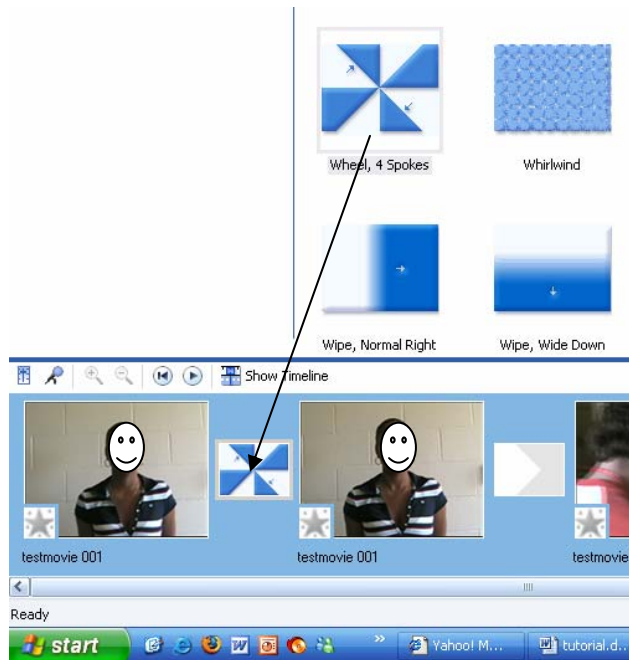 Wheel, 4 Spokes
Whirlwind
Wipe, Normal Right
Wipe, Wide Down
Show Timeline
testmovie 001
testmovie 001
testmovie
Ready
start
Yahoo! M...
tutorial.d...